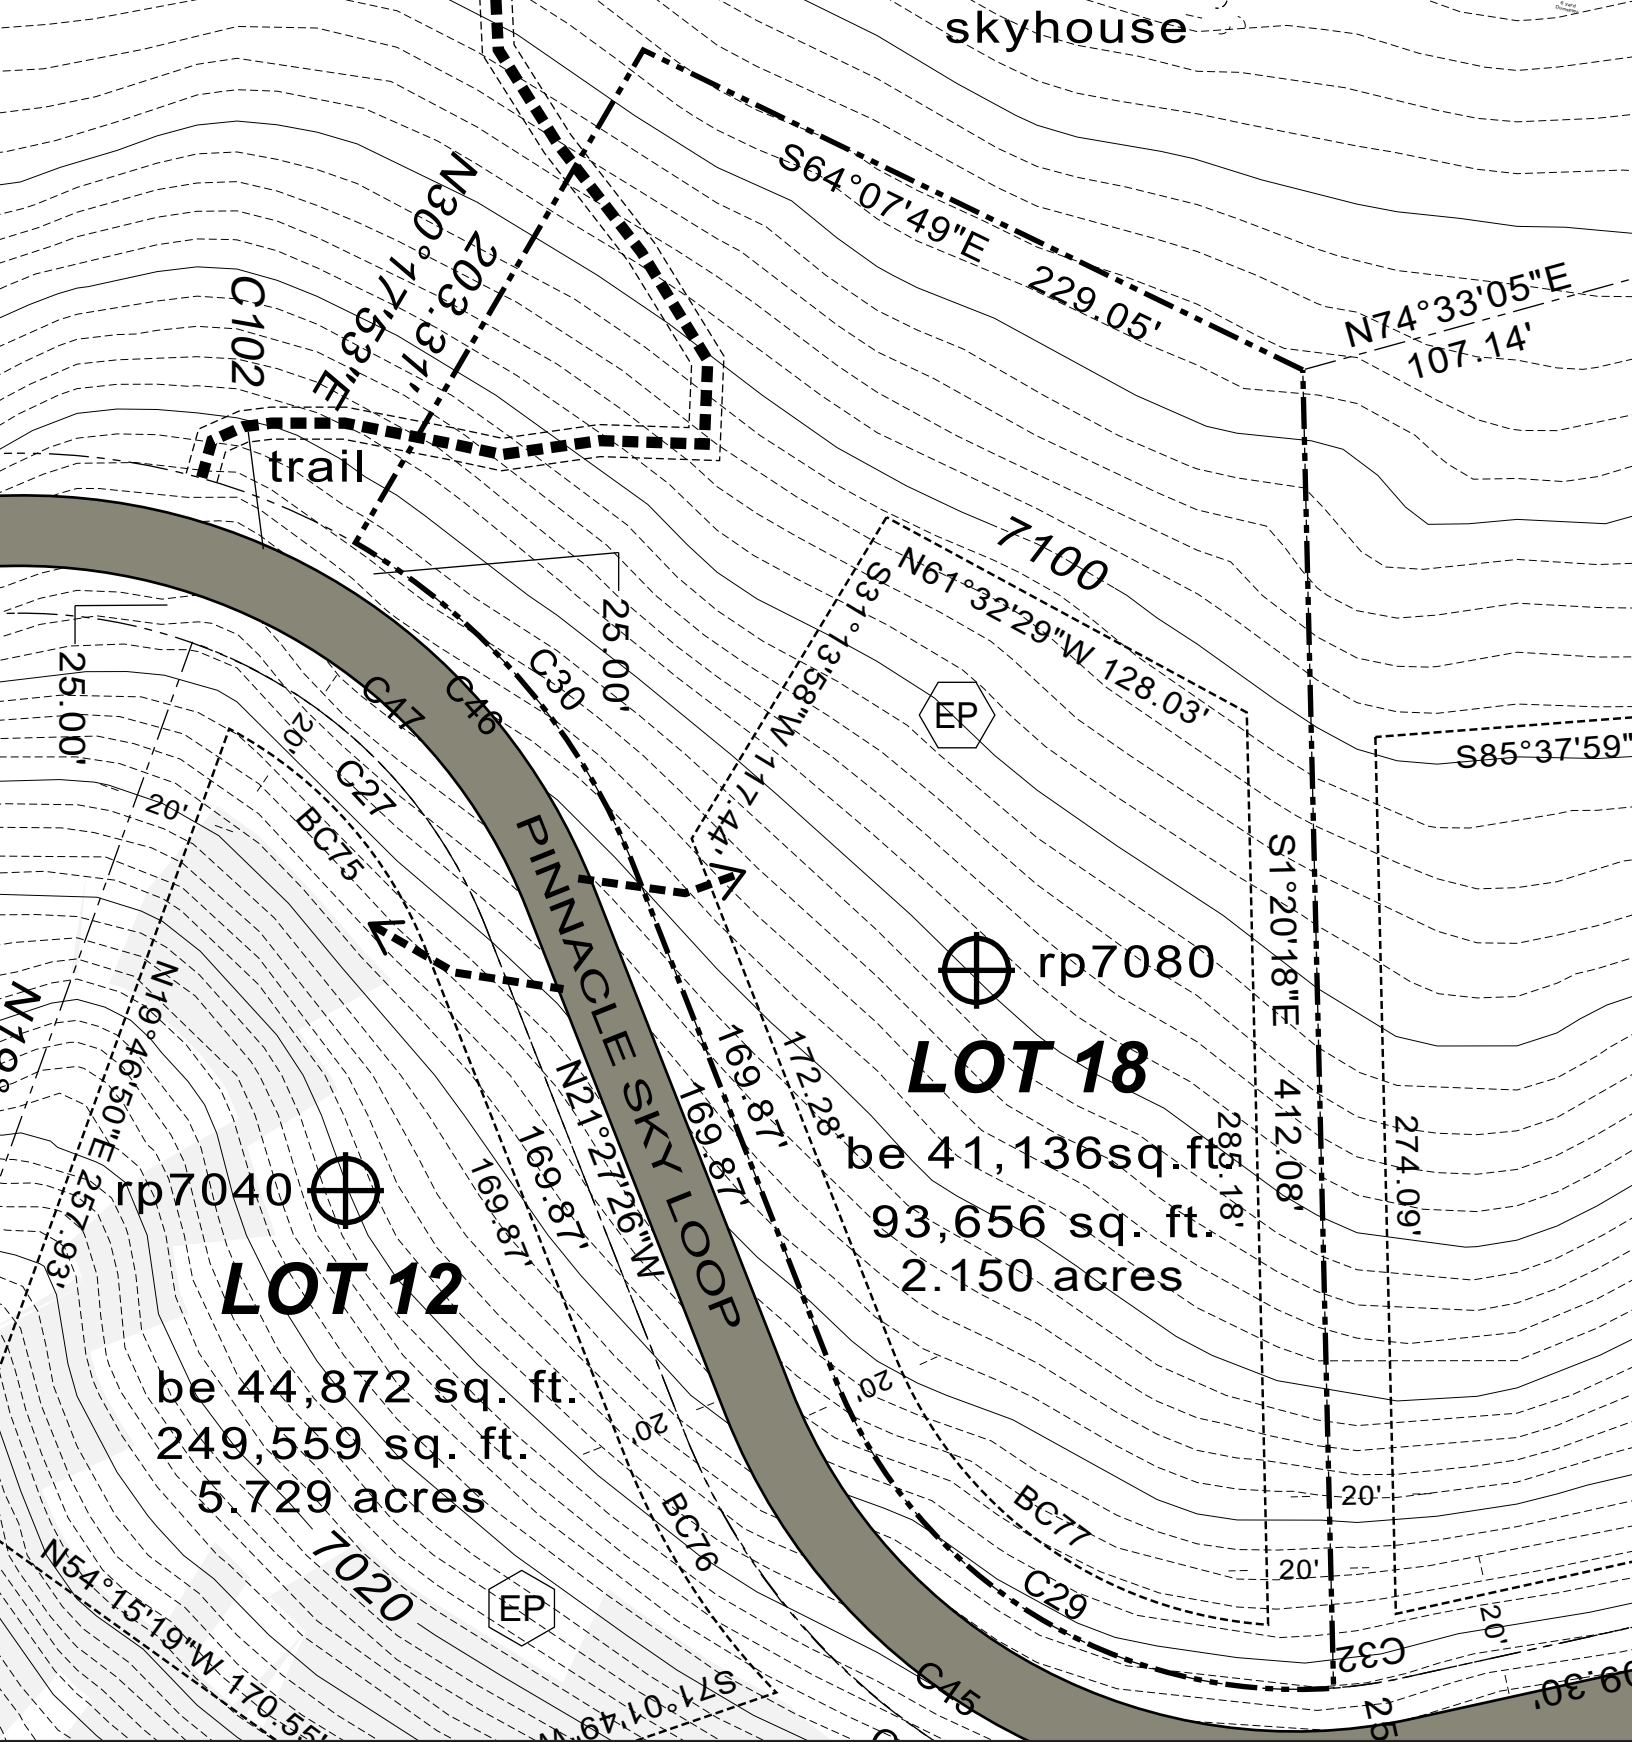 skyhouse
S64°07'49"E 229.05'
N30°17'53"E
203.31'
N74°33'05"E
107.14'
C102
trail
7100
N61°32'29"W 128.03'
S31°13'58"W 117.44'
25.00'
C30
25.00'
C47
C46
EP
S85°37'59"
20'
C27
20'
BC75
PINNACLE SKY LOOP
S1°20'18"E 412.08'
rp7080
LOT 18
be 41,136sq.ft.
93,656 sq. ft.
2.150 acres
285.18'
274.09'
N19°46'50"E 257.93'
169.87'
172.28'
169.87'
N21°27'26"W
169.87'
169.87'
rp7040
LOT 12
be 44,872 sq. ft.
249,559 sq. ft.
5.729 acres
20'
20'
BC76
BC77
20'
20'
7020
EP
C29
N54°15'19"W 170.55'
S71°01'49"W
C45
C32
20'
09.30'
25